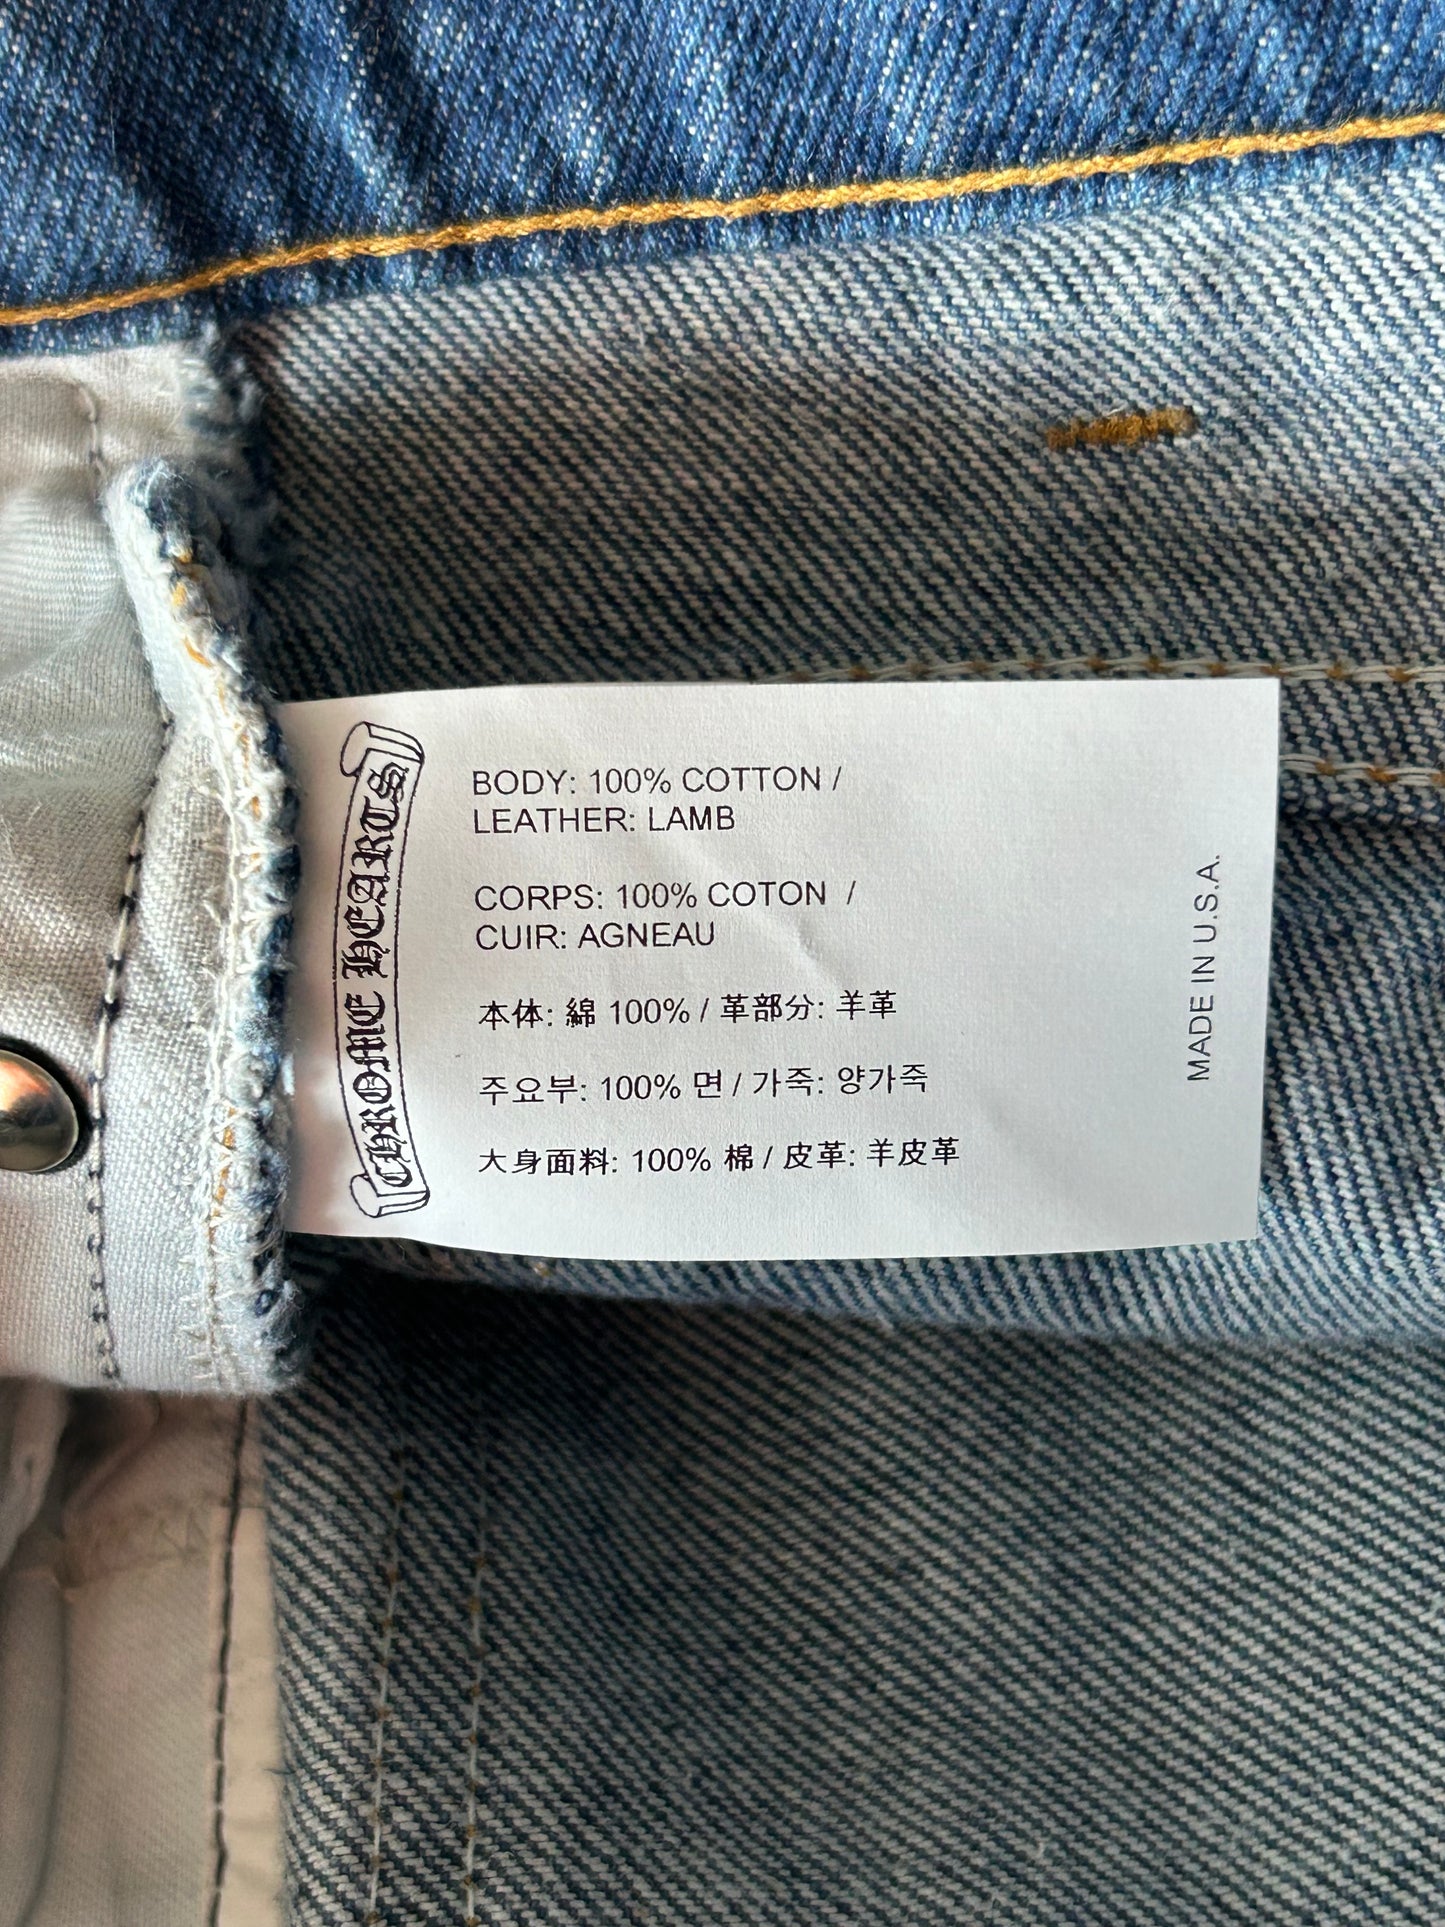 CHROME HEARTS
BODY: 100% COTTON /
LEATHER: LAMB
CORPS: 100% COTON /
CUIR: AGNEAU
本体: 綿 100% / 革部分: 羊革
주요부: 100% 면 / 가죽: 양가죽
大身面料: 100% 棉 / 皮革: 羊皮革
MADE IN U.S.A.